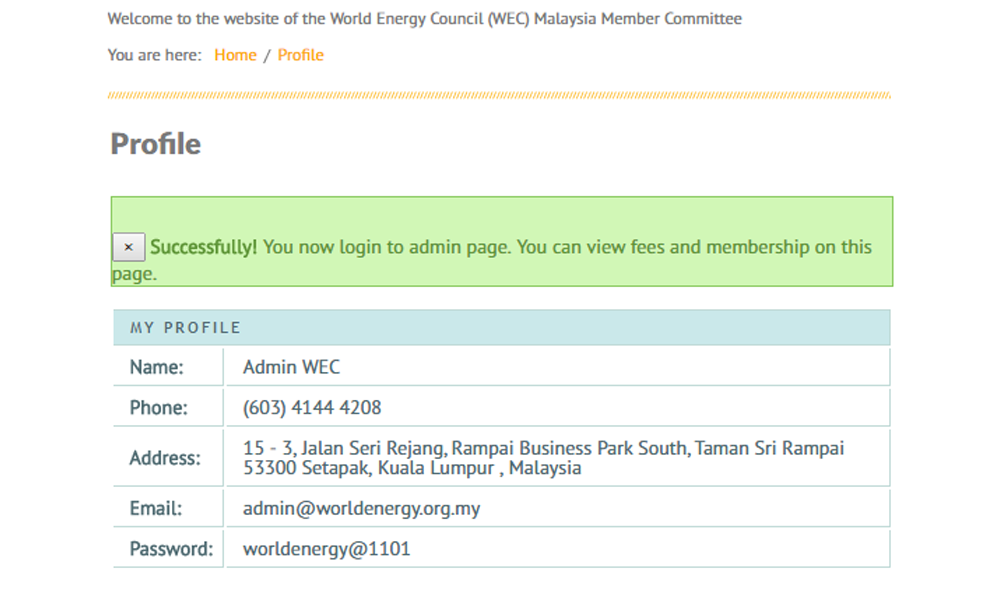 Welcome to the website of the World Energy Council (WEC) Malaysia Member Committee
You are here: Home / Profile
Profile
× Successfully! You now login to admin page. You can view fees and membership on this
page.
MY PROFILE
Name: Admin WEC
Phone: (603) 4144 4208
Address: 15 - 3, Jalan Seri Rejang, Rampai Business Park South, Taman Sri Rampai
53300 Setapak, Kuala Lumpur , Malaysia
Email: admin@worldenergy.org.my
Password: worldenergy@1101